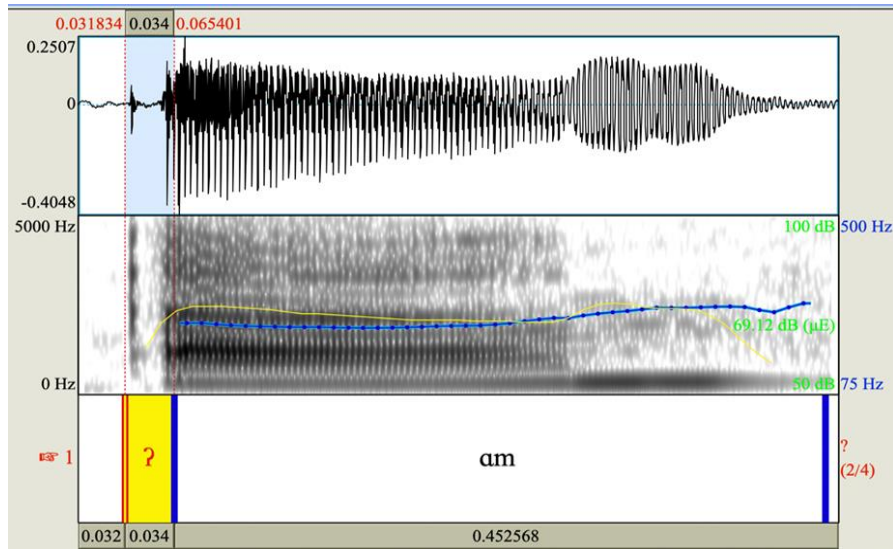 0.031834 0.034 0.065401
0.2507
0
-0.4048
5000 Hz 100 dB 500 Hz
69.12 dB (µE)
0 Hz 50 dB 75 Hz
☞ 1 ʔ ɑm ?
(2/4)
0.032 0.034 0.452568